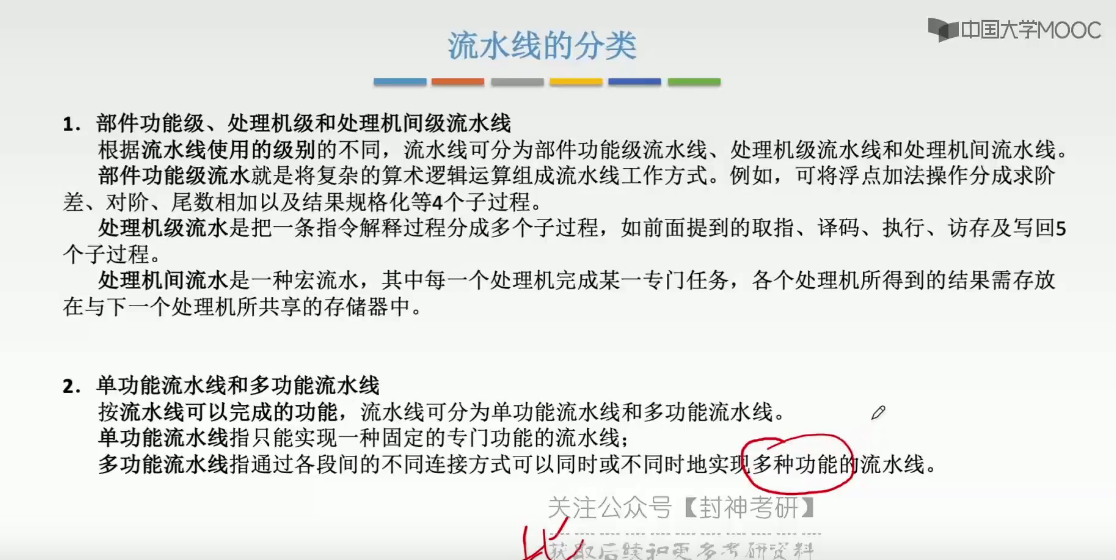 中国大学MOOC
流水线的分类
1．部件功能级、处理机级和处理机间级流水线
根据流水线使用的级别的不同，流水线可分为部件功能级流水线、处理机级流水线和处理机间流水线。
部件功能级流水就是将复杂的算术逻辑运算组成流水线工作方式。例如，可将浮点加法操作分成求阶
差、对阶、尾数相加以及结果规格化等4个子过程。
处理机级流水是把一条指令解释过程分成多个子过程，如前面提到的取指、译码、执行、访存及写回5
个子过程。
处理机间流水是一种宏流水，其中每一个处理机完成某一专门任务，各个处理机所得到的结果需存放
在与下一个处理机所共享的存储器中。
2．单功能流水线和多功能流水线
按流水线可以完成的功能，流水线可分为单功能流水线和多功能流水线。
单功能流水线指只能实现一种固定的专门功能的流水线；
多功能流水线指通过各段间的不同连接方式可以同时或不同时地实现多种功能的流水线。
关注公众号【封神考研】
获取后续和更多考研资料